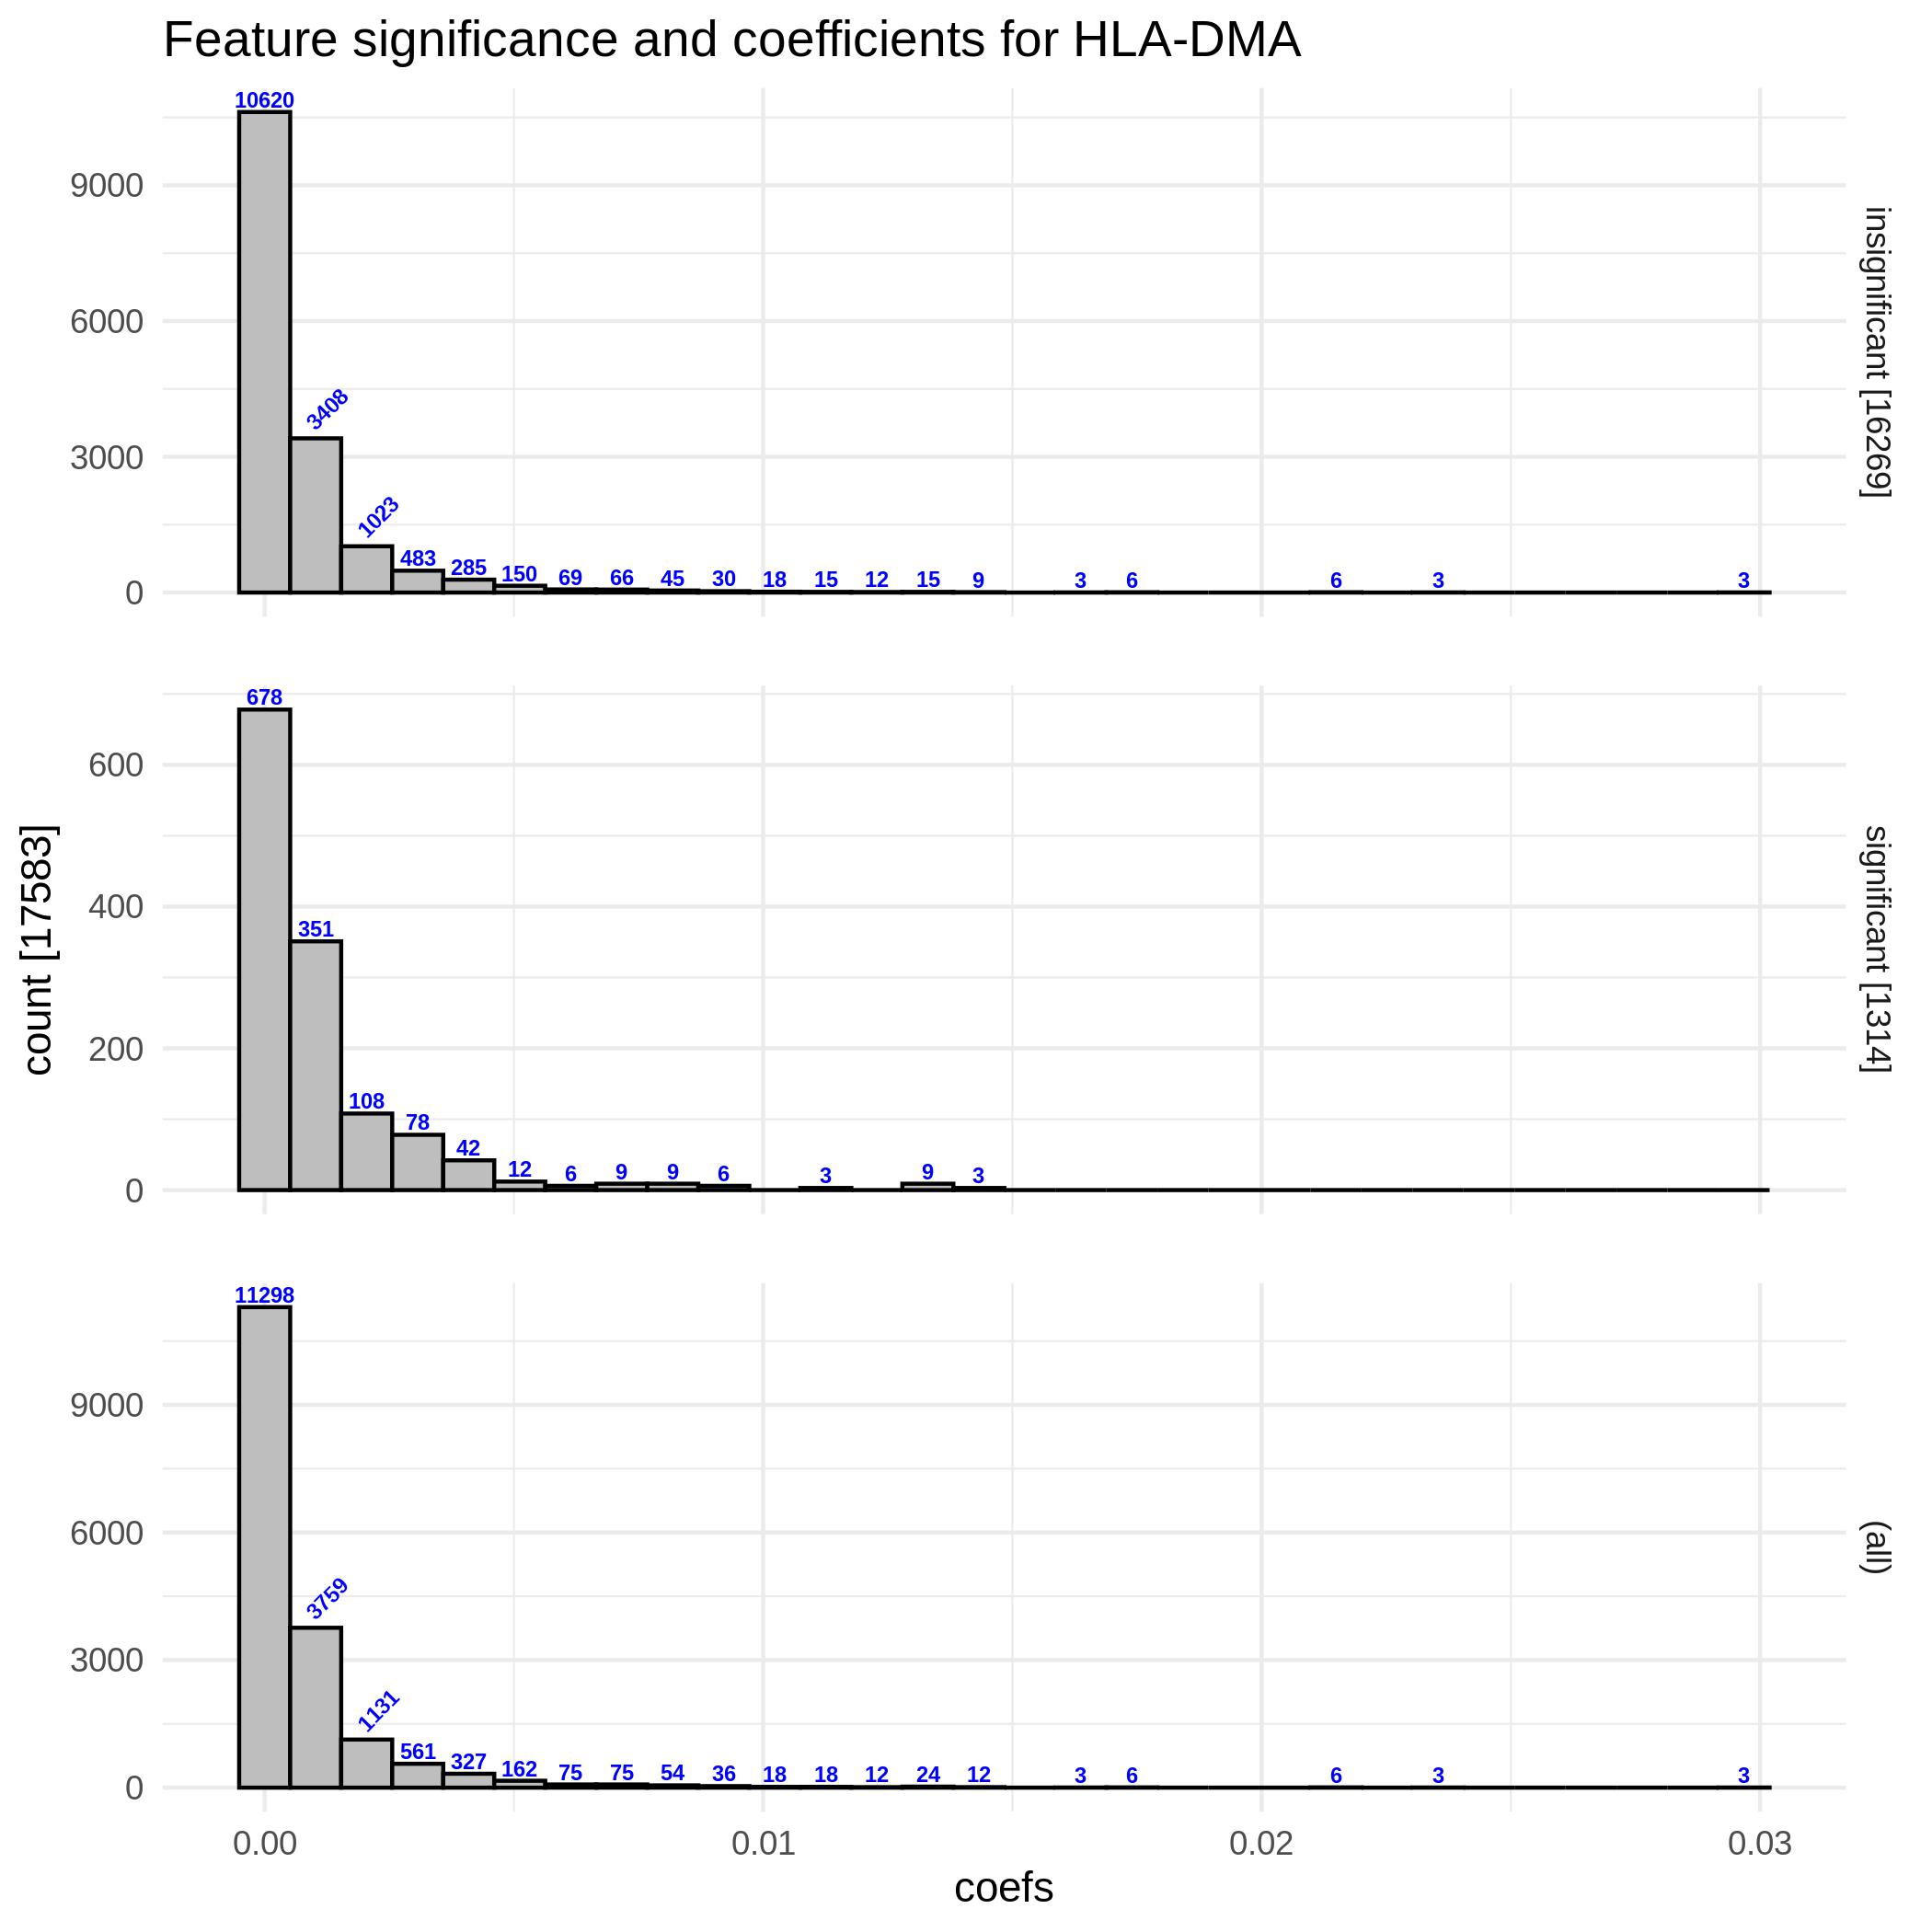 Feature significance and coefficients for HLA-DMA
10620
9000
6000
3000
0
3408
1023
483 285 150 69 66 45 30 18 15 12 15 9 3 6 6 3 3
insignificant [16269]
678
600
400
200
0
351
108
78
42
12 6 9 9 6 3 9 3
significant [1314]
count [17583]
11298
9000
6000
3000
0
3759
1131
561 327 162 75 75 54 36 18 18 12 24 12 3 6 6 3 3
(all)
0.00 0.01 0.02 0.03
coefs